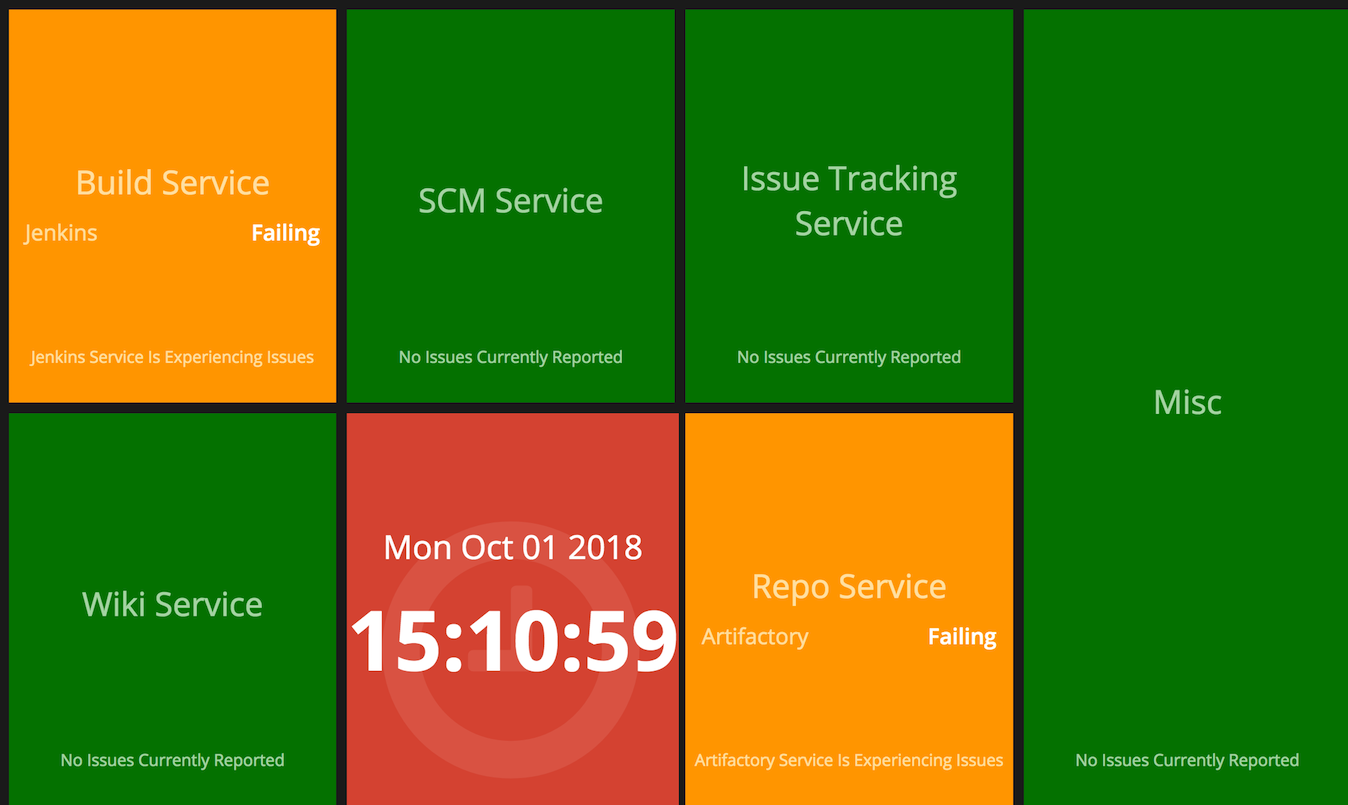 Build Service
Jenkins Failing
Jenkins Service Is Experiencing Issues
SCM Service
No Issues Currently Reported
Issue Tracking
Service
No Issues Currently Reported
Misc
No Issues Currently Reported
Wiki Service
No Issues Currently Reported
Mon Oct 01 2018
15:10:59
Repo Service
Artifactory Failing
Artifactory Service Is Experiencing Issues